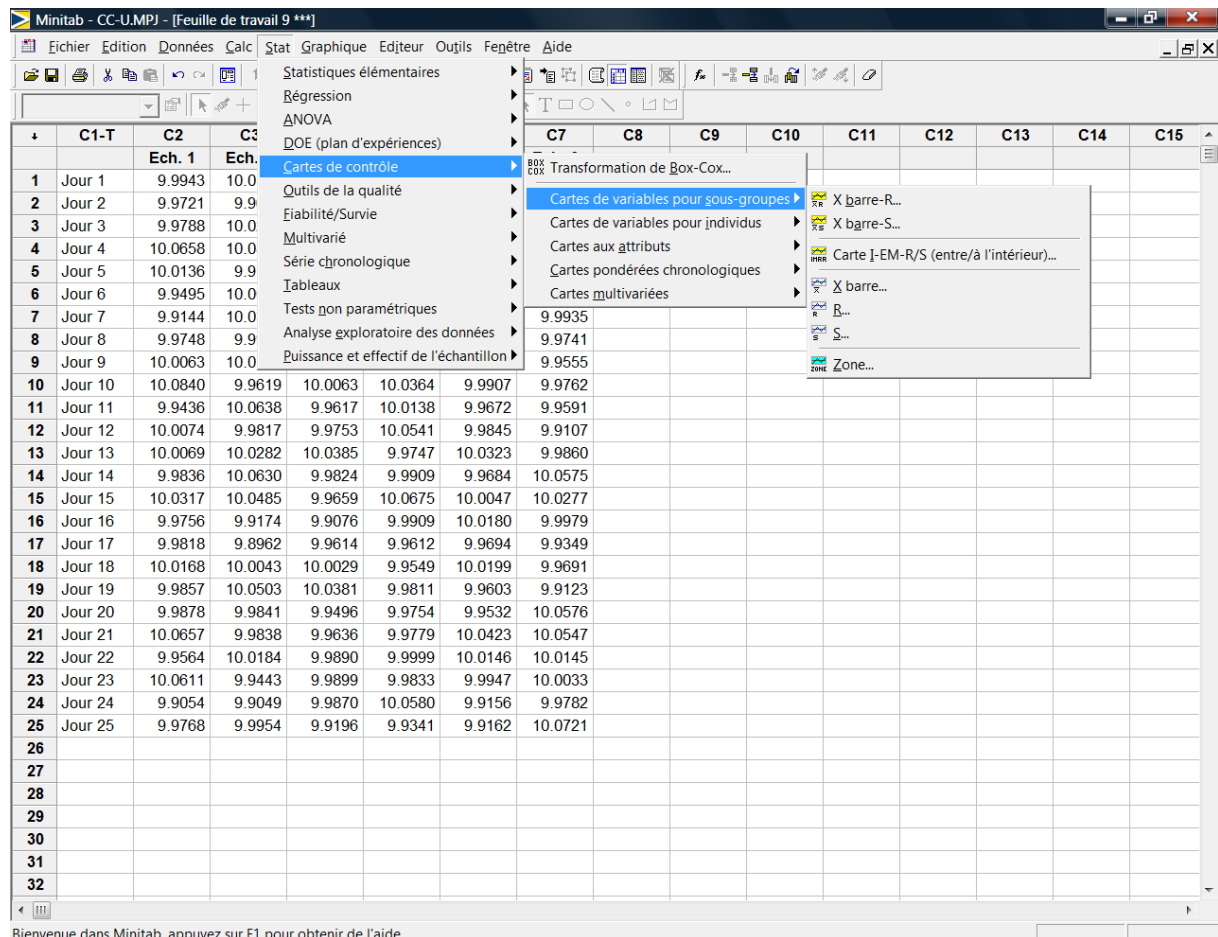 Minitab - CC-U.MPJ - [Feuille de travail 9 ***]
Fichier Edition Données Calc Stat Graphique Editeur Outils Fenêtre Aide
Statistiques élémentaires
Régression
ANOVA
DOE (plan d'expériences)
Cartes de contrôle
Outils de la qualité
Fiabilité/Survie
Multivarié
Série chronologique
Tableaux
Tests non paramétriques
Analyse exploratoire des données
Puissance et effectif de l'échantillon
BOX COX Transformation de Box-Cox...
Cartes de variables pour sous-groupes
Cartes de variables pour individus
Cartes aux attributs
Cartes pondérées chronologiques
Cartes multivariées
X barre-R...
X barre-S...
Carte I-EM-R/S (entre/à l'intérieur)...
X barre...
R...
S...
ZONE Zone...
C1-T C2 C3 C7 C8 C9 C10 C11 C12 C13 C14 C15
Ech. 1 Ech.
1 Jour 1 9.9943 10.0
2 Jour 2 9.9721 9.9
3 Jour 3 9.9788 10.0
4 Jour 4 10.0658 10.0
5 Jour 5 10.0136 9.9
6 Jour 6 9.9495 10.0
7 Jour 7 9.9144 10.0 9.9935
8 Jour 8 9.9748 9.9 9.9741
9 Jour 9 10.0063 10.0 9.9555
10 Jour 10 10.0840 9.9619 10.0063 10.0364 9.9907 9.9762
11 Jour 11 9.9436 10.0638 9.9617 10.0138 9.9672 9.9591
12 Jour 12 10.0074 9.9817 9.9753 10.0541 9.9845 9.9107
13 Jour 13 10.0069 10.0282 10.0385 9.9747 10.0323 9.9860
14 Jour 14 9.9836 10.0630 9.9824 9.9909 9.9684 10.0575
15 Jour 15 10.0317 10.0485 9.9659 10.0675 10.0047 10.0277
16 Jour 16 9.9756 9.9174 9.9076 9.9909 10.0180 9.9979
17 Jour 17 9.9818 9.8962 9.9614 9.9612 9.9694 9.9349
18 Jour 18 10.0168 10.0043 10.0029 9.9549 10.0199 9.9691
19 Jour 19 9.9857 10.0503 10.0381 9.9811 9.9603 9.9123
20 Jour 20 9.9878 9.9841 9.9496 9.9754 9.9532 10.0576
21 Jour 21 10.0657 9.9838 9.9636 9.9779 10.0423 10.0547
22 Jour 22 9.9564 10.0184 9.9890 9.9999 10.0146 10.0145
23 Jour 23 10.0611 9.9443 9.9899 9.9833 9.9947 10.0033
24 Jour 24 9.9054 9.9049 9.9870 10.0580 9.9156 9.9782
25 Jour 25 9.9768 9.9954 9.9196 9.9341 9.9162 10.0721
26
27
28
29
30
31
32
Bienvenue dans Minitab, appuyez sur F1 pour obtenir de l'aide.